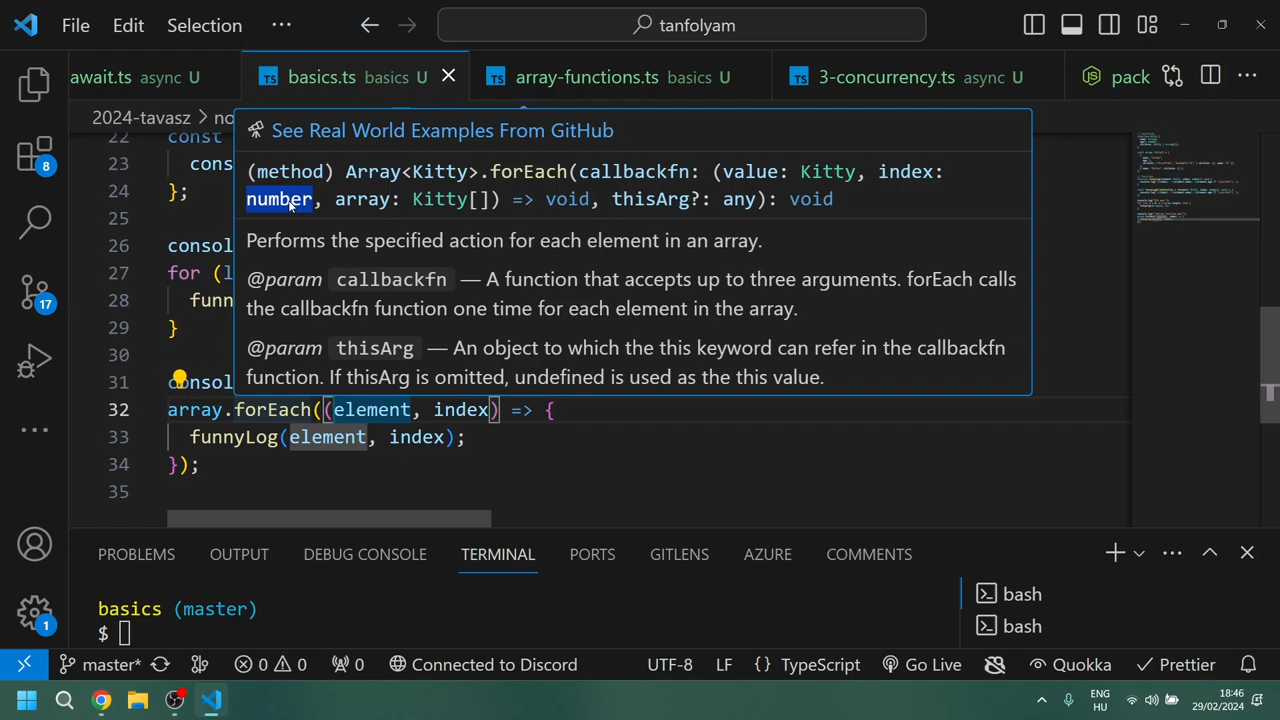 File Edit Selection ··· tanfolyam
await.ts async U
TS basics.ts basics U
TS array-functions.ts basics U
TS 3-concurrency.ts async U
pack
2024-tavasz > no
See Real World Examples From GitHub
(method) Array<Kitty>.forEach(callbackfn: (value: Kitty, index:
number, array: Kitty[]) => void, thisArg?: any): void
Performs the specified action for each element in an array.
@param callbackfn — A function that accepts up to three arguments. forEach calls
the callbackfn function one time for each element in the array.
@param thisArg — An object to which the this keyword can refer in the callbackfn
function. If thisArg is omitted, undefined is used as the this value.
22 const
23 cons
24 };
25
26 consol
27 for (l
28 funn
29 }
30
31 consol
32 array.forEach((element, index) => {
33 funnyLog(element, index);
34 });
35
8
17
1
PROBLEMS OUTPUT DEBUG CONSOLE TERMINAL PORTS GITLENS AZURE COMMENTS
basics (master)
$
bash
bash
master* 0 0 0 Connected to Discord UTF-8 LF {} TypeScript Go Live Quokka Prettier
ENG
HU
18:46
29/02/2024